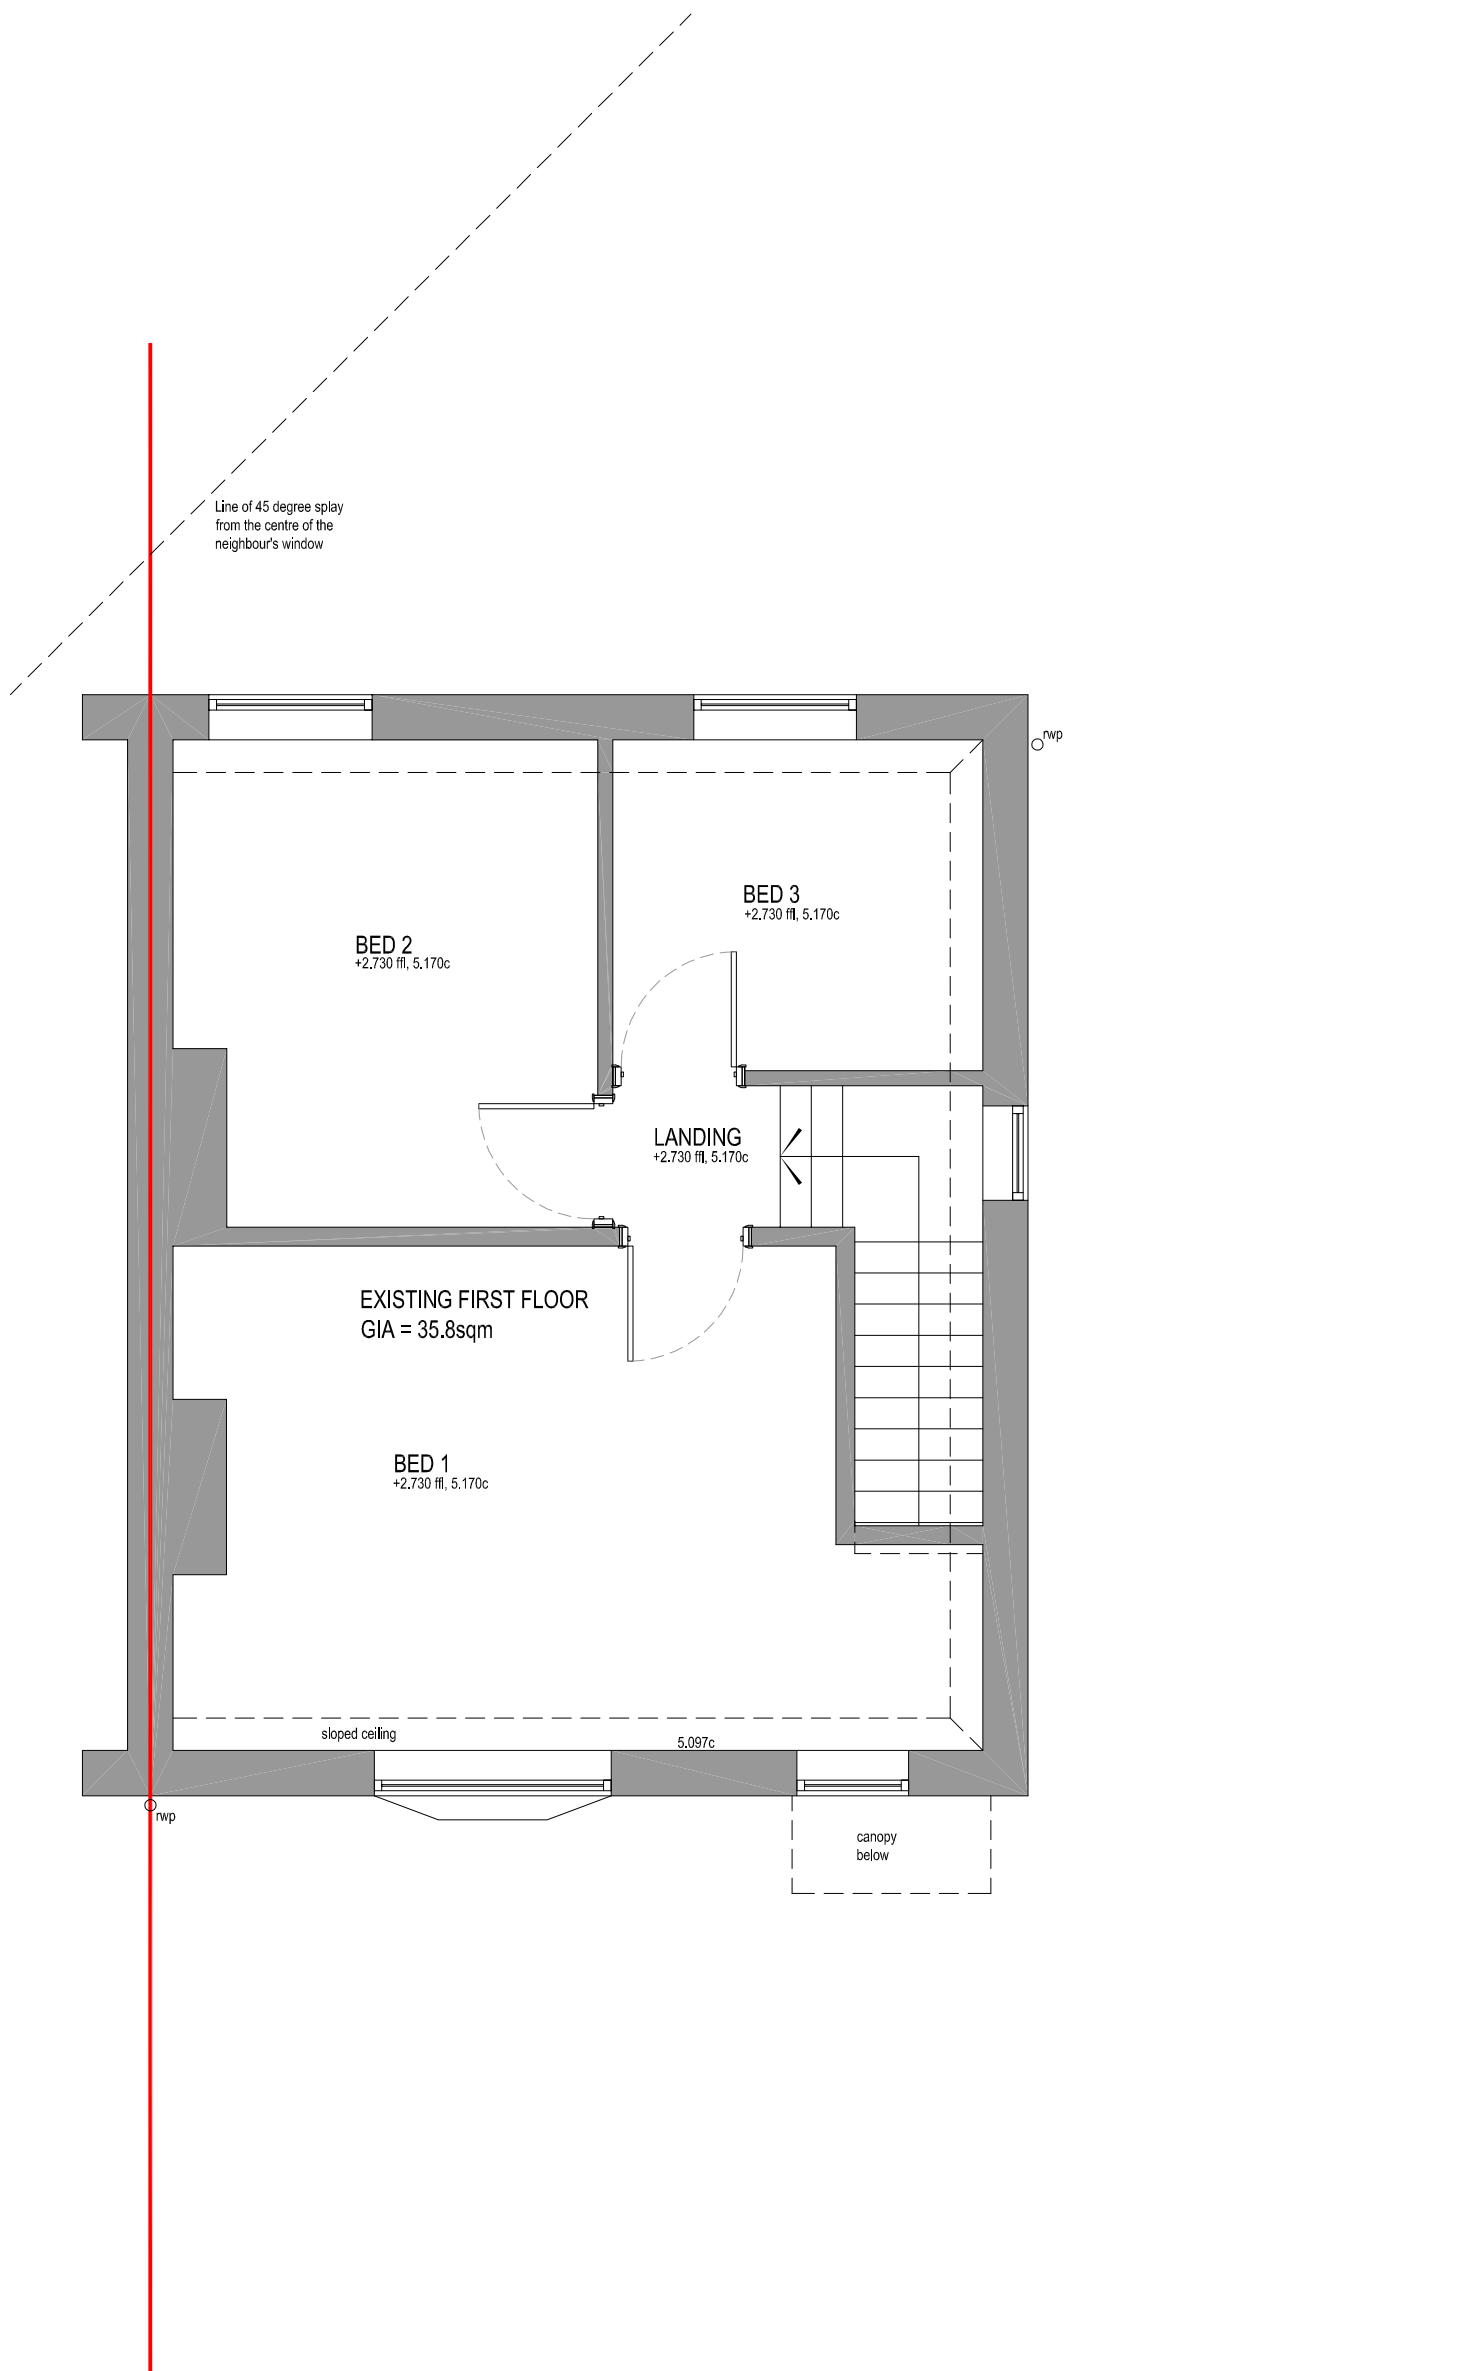 Line of 45 degree splay
from the centre of the
neighbour's window
rwp
BED 3
+2.730 ffl, 5.170c
BED 2
+2.730 ffl, 5.170c
LANDING
+2.730 ffl, 5.170c
EXISTING FIRST FLOOR
GIA = 35.8sqm
BED 1
+2.730 ffl, 5.170c
sloped ceiling
5.097c
rwp
canopy
below